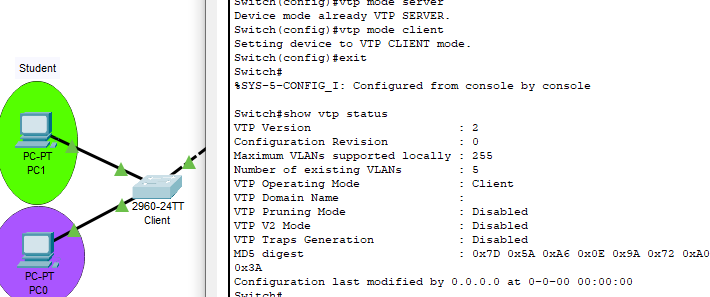 Student
PC-PT
PC1
2960-24TT
Client
PC-PT
PC0
Switch(config)#vtp mode server
Device mode already VTP SERVER.
Switch(config)#vtp mode client
Setting device to VTP CLIENT mode.
Switch(config)#exit
Switch#
%SYS-5-CONFIG_I: Configured from console by console
Switch#show vtp status
VTP Version : 2
Configuration Revision : 0
Maximum VLANs supported locally : 255
Number of existing VLANs : 5
VTP Operating Mode : Client
VTP Domain Name :
VTP Pruning Mode : Disabled
VTP V2 Mode : Disabled
VTP Traps Generation : Disabled
MD5 digest : 0x7D 0x5A 0xA6 0x0E 0x9A 0x72 0xA0
0x3A
Configuration last modified by 0.0.0.0 at 0-0-00 00:00:00
Switch#